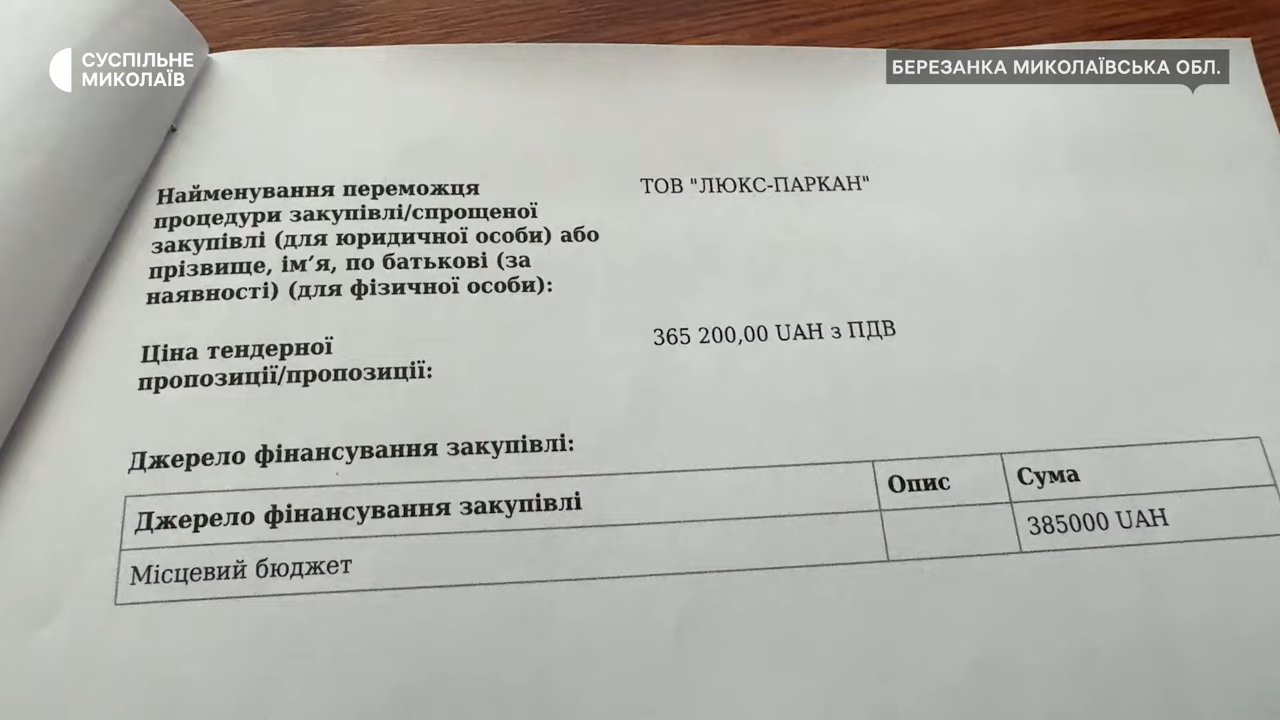 СУСПІЛЬНЕ
МИКОЛАЇВ
БЕРЕЗАНКА МИКОЛАЇВСЬКА ОБЛ.
Найменування переможця
процедури закупівлі/спрощеної
закупівлі (для юридичної особи) або
прізвище, ім’я, по батькові (за
наявності) (для фізичної особи):
ТОВ "ЛЮКС-ПАРКАН"
Ціна тендерної
пропозиції/пропозиції:
365 200,00 UAH з ПДВ
Джерело фінансування закупівлі:
Джерело фінансування закупівлі Опис Сума
Місцевий бюджет 385000 UAH